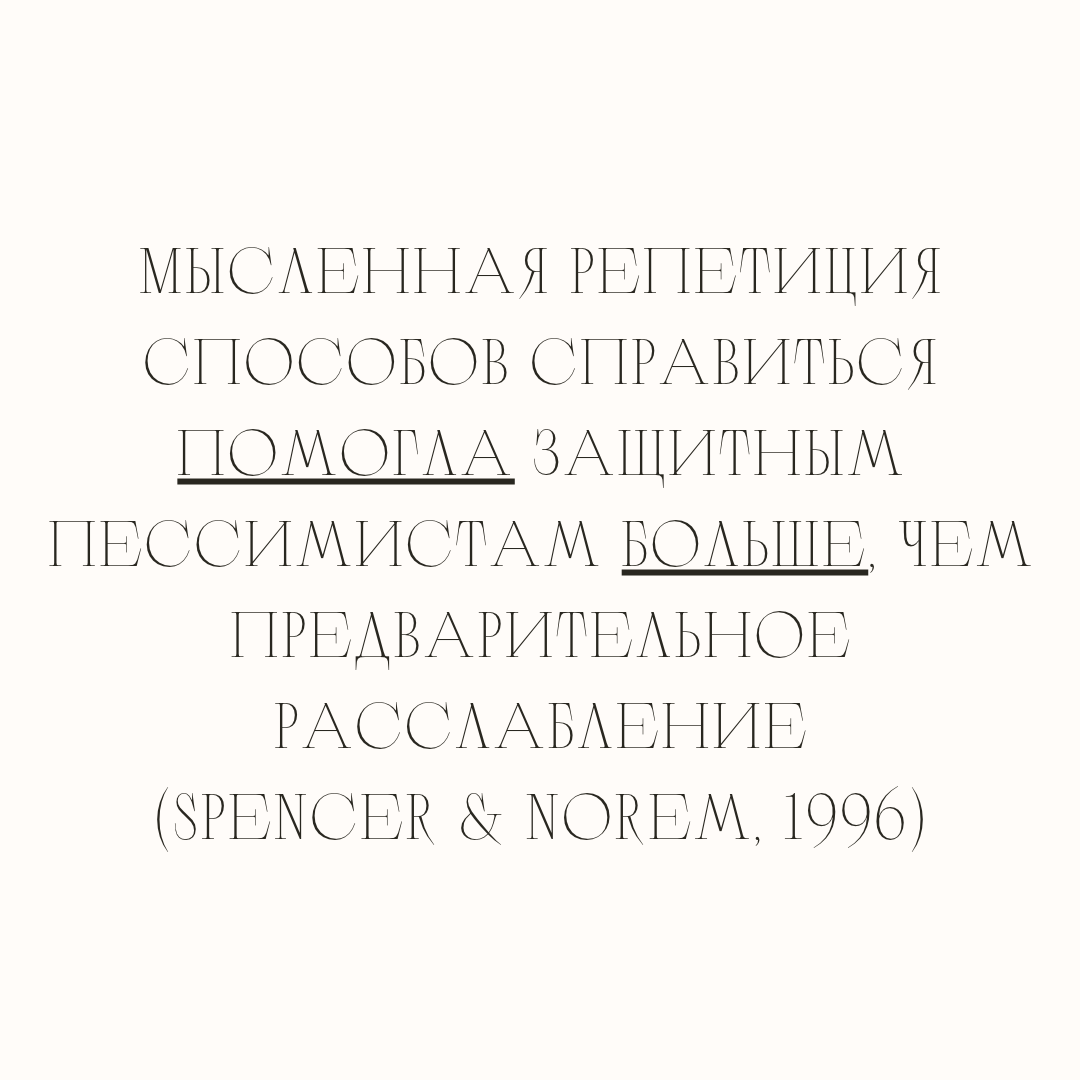 МЫСЛЕННАЯ РЕПЕТИЦИЯ
СПОСОБОВ СПРАВИТЬСЯ
ПОМОГЛА ЗАЩИТНЫМ
ПЕССИМИСТАМ БОЛЬШЕ, ЧЕМ
ПРЕДВАРИТЕЛЬНОЕ
РАССЛАБЛЕНИЕ
(SPENCER & NOREM, 1996)